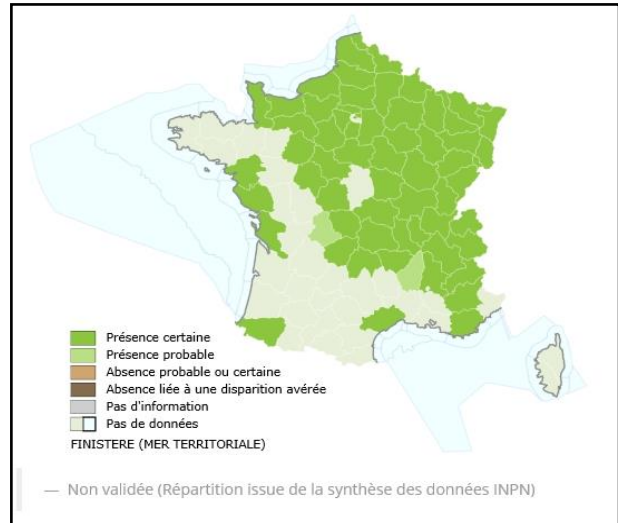 Présence certaine
Présence probable
Absence probable ou certaine
Absence liée à une disparition avérée
Pas d'information
Pas de données
FINISTERE (MER TERRITORIALE)
— Non validée (Répartition issue de la synthèse des données INPN)